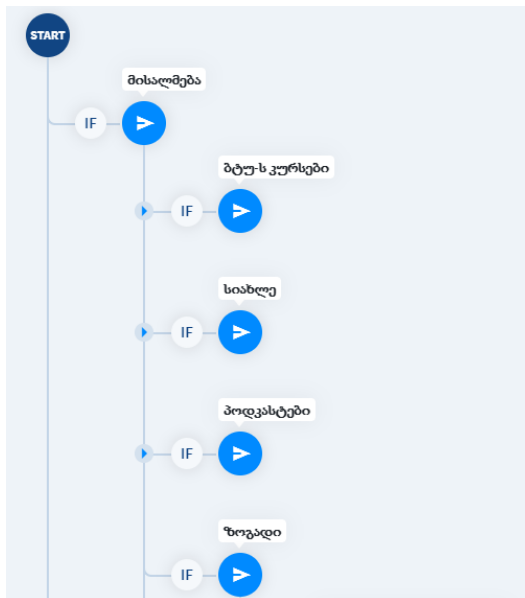 START
მისალმება
IF
ბტუ-ს კურსები
IF
სიახლე
IF
პოდკასტები
IF
ზოგადი
IF